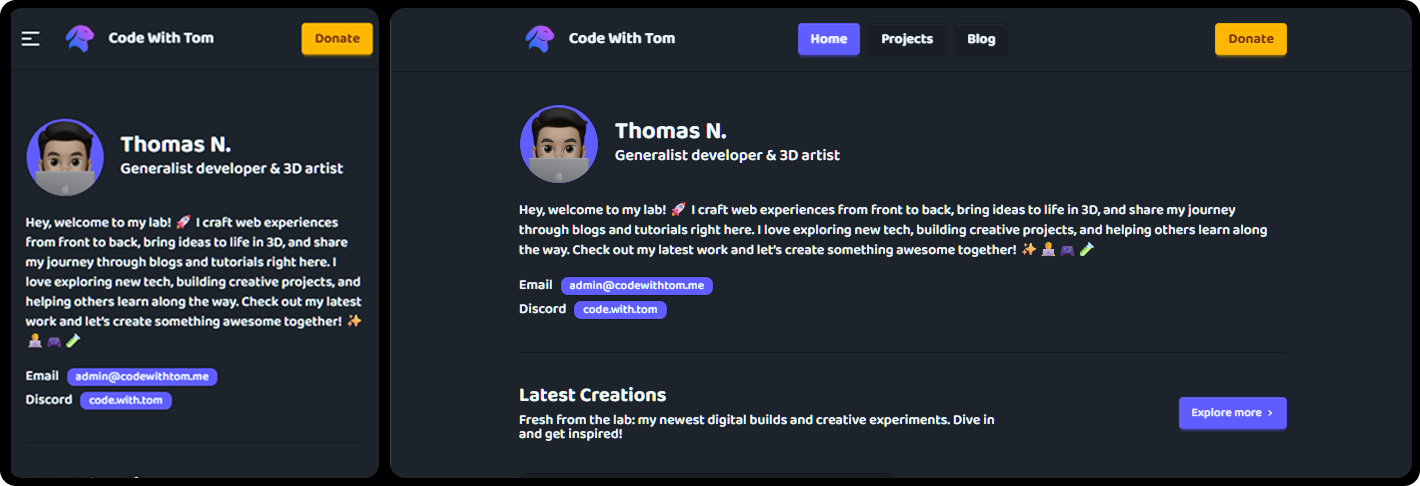 Code With Tom
Donate
Thomas N.
Generalist developer & 3D artist
Hey, welcome to my lab! 🚀 I craft web experiences
from front to back, bring ideas to life in 3D, and share
my journey through blogs and tutorials right here. I
love exploring new tech, building creative projects, and
helping others learn along the way. Check out my latest
work and let's create something awesome together! ✨
🧑‍💻 🎮 🧪
Email admin@codewithtom.me
Discord code.with.tom
Code With Tom
Home
Projects
Blog
Donate
Thomas N.
Generalist developer & 3D artist
Hey, welcome to my lab! 🚀 I craft web experiences from front to back, bring ideas to life in 3D, and share my journey
through blogs and tutorials right here. I love exploring new tech, building creative projects, and helping others learn along
the way. Check out my latest work and let's create something awesome together! ✨ 🧑‍💻 🎮 🧪
Email admin@codewithtom.me
Discord code.with.tom
Latest Creations
Fresh from the lab: my newest digital builds and creative experiments. Dive in
and get inspired!
Explore more ›